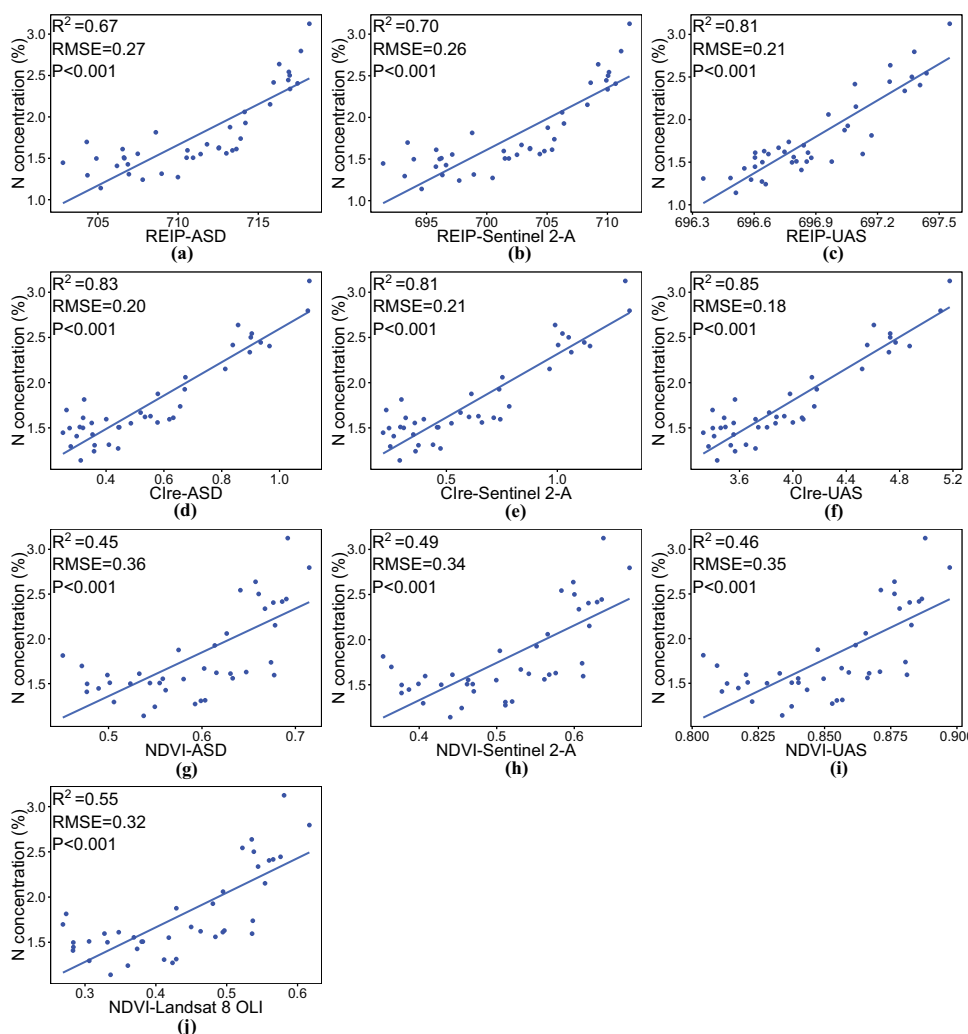 R²=0.67
RMSE=0.27
P<0.001
N concentration (%)
3.0
2.5
2.0
1.5
1.0
705
710
715
REIP-ASD
(a)
R²=0.70
RMSE=0.26
P<0.001
N concentration (%)
695
700
705
710
REIP-Sentinel 2-A
(b)
R²=0.81
RMSE=0.21
P<0.001
N concentration (%)
3.0
2.5
2.0
1.5
1.0
696.3
696.6
696.9
697.2
697.5
REIP-UAS
(c)
R²=0.83
RMSE=0.20
P<0.001
N concentration (%)
3.0
2.5
2.0
1.5
0.4
0.6
0.8
1.0
CIre-ASD
(d)
R²=0.81
RMSE=0.21
P<0.001
N concentration (%)
3.0
2.5
2.0
1.5
0.5
1.0
CIre-Sentinel 2-A
(e)
R²=0.85
RMSE=0.18
P<0.001
N concentration (%)
3.0
2.5
2.0
1.5
3.6
4.0
4.4
4.8
5.2
CIre-UAS
(f)
R²=0.45
RMSE=0.36
P<0.001
N concentration (%)
3.0
2.5
2.0
1.5
0.5
0.6
0.7
NDVI-ASD
(g)
R²=0.49
RMSE=0.34
P<0.001
N concentration (%)
3.0
2.5
2.0
1.5
0.4
0.5
0.6
NDVI-Sentinel 2-A
(h)
R²=0.46
RMSE=0.35
P<0.001
N concentration (%)
3.0
2.5
2.0
1.5
0.800
0.825
0.850
0.875
0.900
NDVI-UAS
(i)
R²=0.55
RMSE=0.32
P<0.001
N concentration (%)
3.0
2.5
2.0
1.5
0.3
0.4
0.5
0.6
NDVI-Landsat 8 OLI
(j)